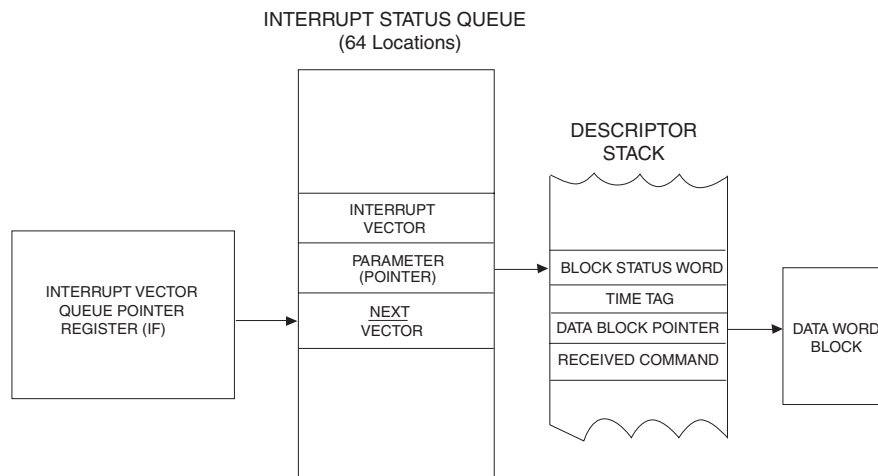 INTERRUPT STATUS QUEUE
(64 Locations)
DESCRIPTOR
STACK
INTERRUPT
VECTOR
PARAMETER
(POINTER)
NEXT
VECTOR
INTERRUPT VECTOR
QUEUE POINTER
REGISTER (IF)
BLOCK STATUS WORD
TIME TAG
DATA BLOCK POINTER
RECEIVED COMMAND
DATA WORD
BLOCK